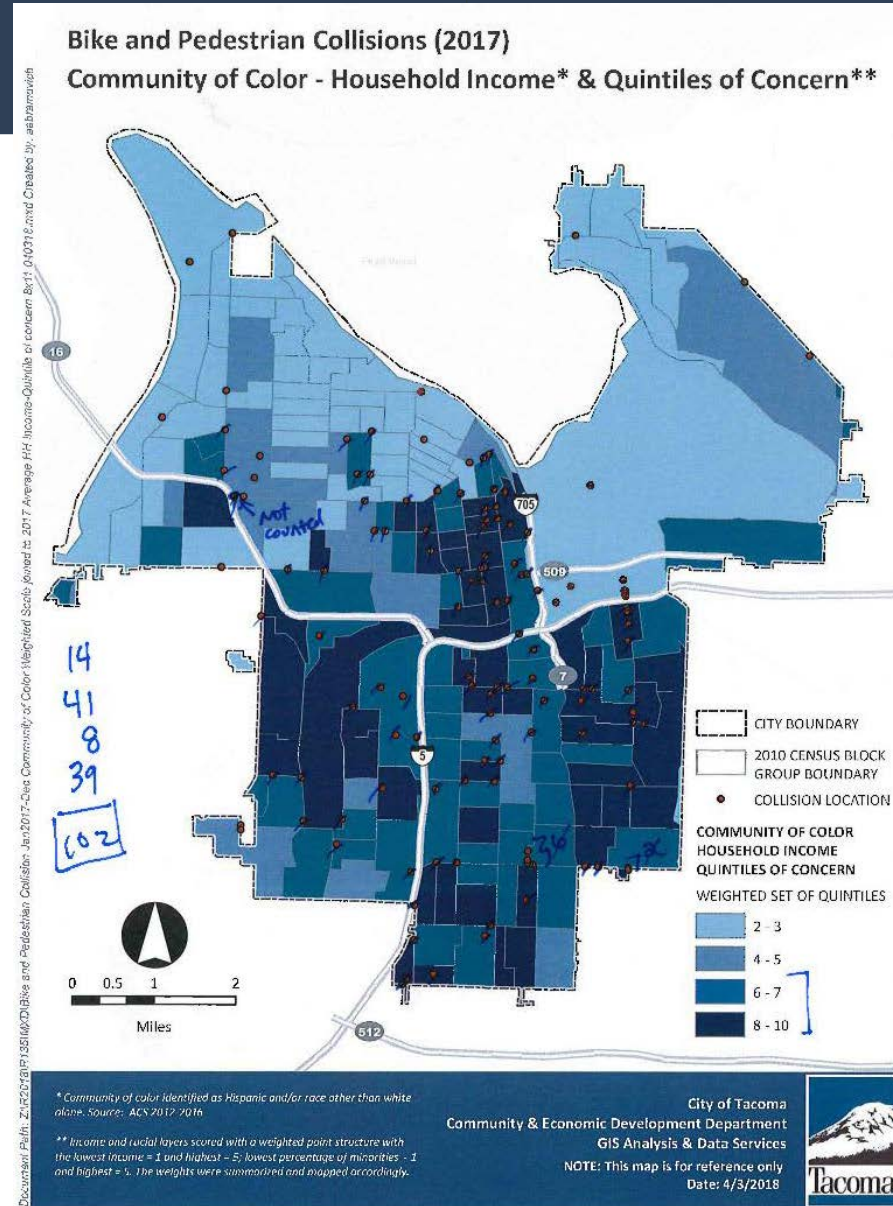 Bike and Pedestrian Collisions (2017)
Community of Color - Household Income* & Quintiles of Concern**
16
Not
counted
705
509
7
5
14
41
8
39
102
36
CITY BOUNDARY
2010 CENSUS BLOCK
GROUP BOUNDARY
COLLISION LOCATION
COMMUNITY OF COLOR
HOUSEHOLD INCOME
QUINTILES OF CONCERN
WEIGHTED SET OF QUINTILES
2 - 3
4 - 5
6 - 7
8 - 10
0 0.5 1 2
Miles
512
* Community of color identified as Hispanic and/or race other than white
alone. Source: ACS 2012-2016
** Income and racial layers scored with a weighted point structure with
the lowest income = 1 and highest = 5; lowest percentage of minorities - 1
and highest = 5. The weights were summarized and mapped accordingly.
City of Tacoma
Community & Economic Development Department
GIS Analysis & Data Services
NOTE: This map is for reference only
Date: 4/3/2018
Tacoma